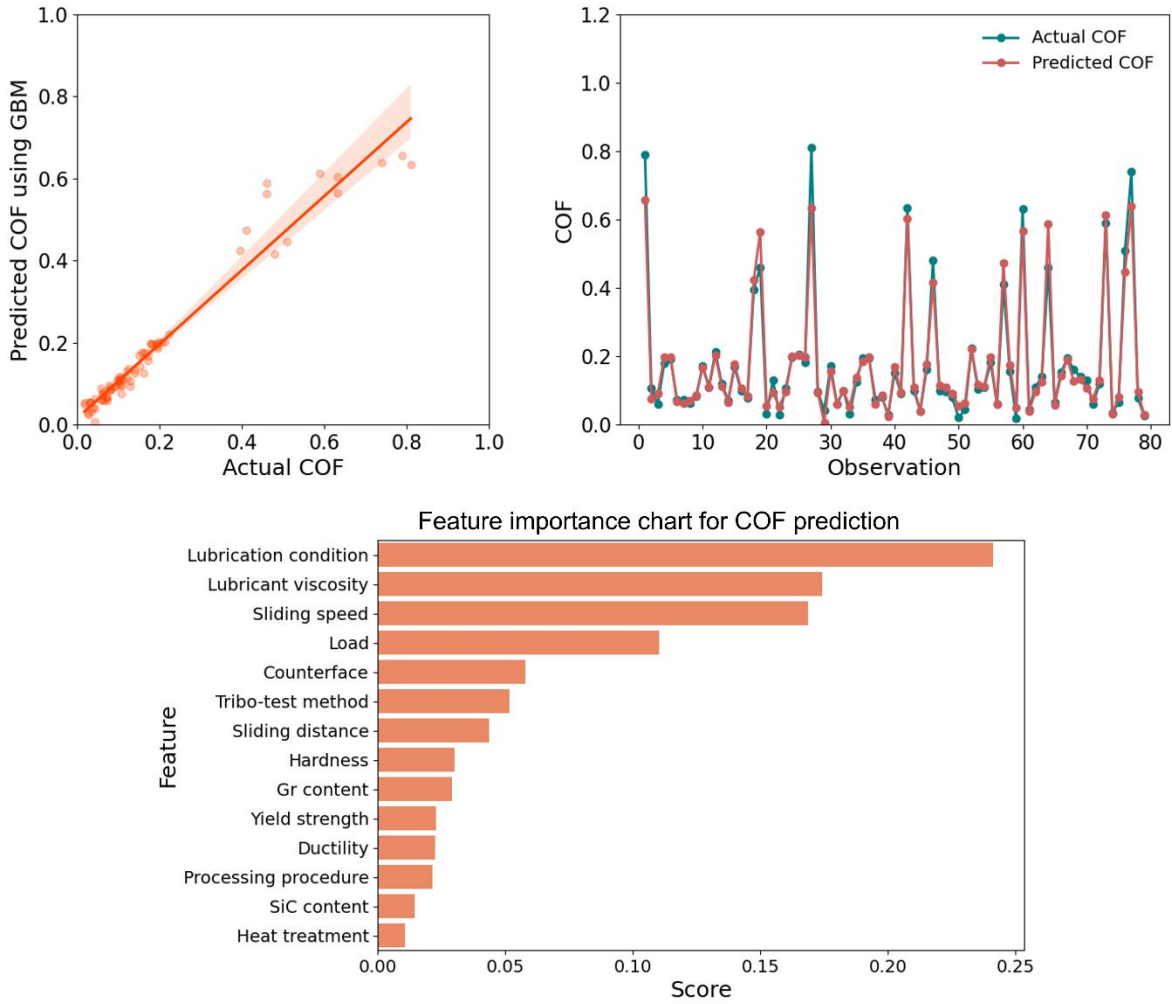 1.0
0.8
0.6
0.4
0.2
0.0
0.0
0.2
0.4
0.6
0.8
1.0
Predicted COF using GBM
Actual COF
1.2
1.0
0.8
0.6
0.4
0.2
0.0
0
10
20
30
40
50
60
70
80
COF
Observation
Actual COF
Predicted COF
Feature importance chart for COF prediction
Lubrication condition
Lubricant viscosity
Sliding speed
Load
Counterface
Tribo-test method
Sliding distance
Hardness
Gr content
Yield strength
Ductility
Processing procedure
SiC content
Heat treatment
Feature
0.00
0.05
0.10
0.15
0.20
0.25
Score